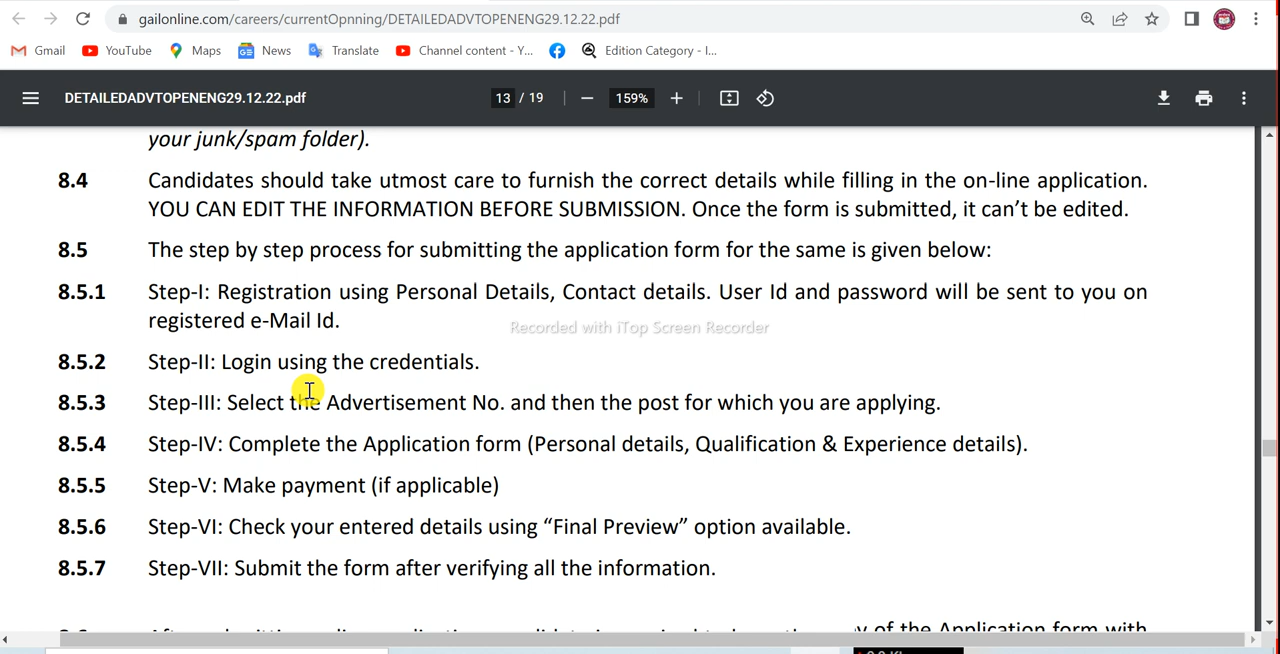 gailonline.com/careers/currentOpnning/DETAILEDADVTOPENENG29.12.22.pdf
Gmail YouTube Maps News Translate Channel content - Y... Edition Category - I...
DETAILEDADVTOPENENG29.12.22.pdf 13 / 19 159%
your junk/spam folder).
8.4 Candidates should take utmost care to furnish the correct details while filling in the on-line application.
YOU CAN EDIT THE INFORMATION BEFORE SUBMISSION. Once the form is submitted, it can't be edited.
8.5 The step by step process for submitting the application form for the same is given below:
8.5.1 Step-I: Registration using Personal Details, Contact details. User Id and password will be sent to you on
registered e-Mail Id.
Recorded with iTop Screen Recorder
8.5.2 Step-II: Login using the credentials.
8.5.3 Step-III: Select the Advertisement No. and then the post for which you are applying.
8.5.4 Step-IV: Complete the Application form (Personal details, Qualification & Experience details).
8.5.5 Step-V: Make payment (if applicable)
8.5.6 Step-VI: Check your entered details using “Final Preview” option available.
8.5.7 Step-VII: Submit the form after verifying all the information.
of the Application form with